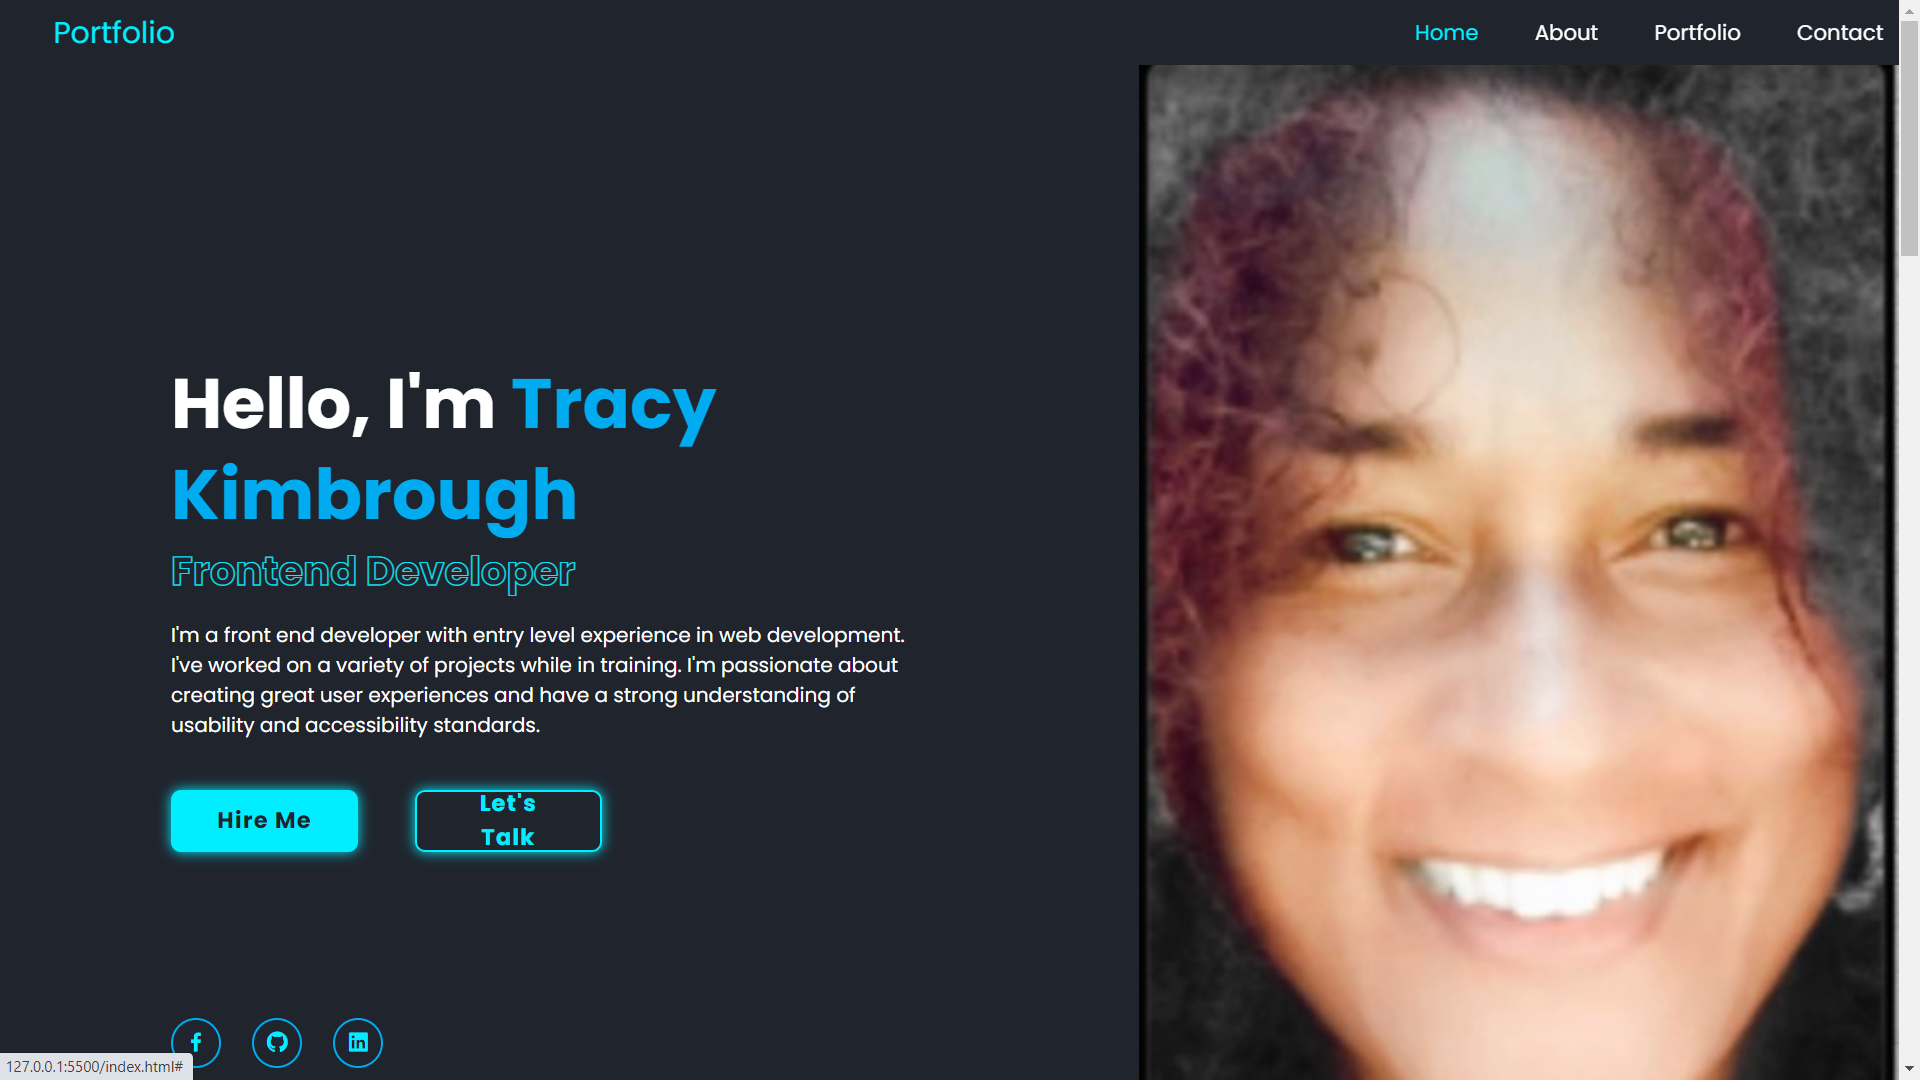 Portfolio
Home About Portfolio Contact
Hello, I'm Tracy
Kimbrough
Frontend Developer
I'm a front end developer with entry level experience in web development.
I've worked on a variety of projects while in training. I'm passionate about
creating great user experiences and have a strong understanding of
usability and accessibility standards.
Hire Me
Let's
Talk
127.0.0.1:5500/index.html#